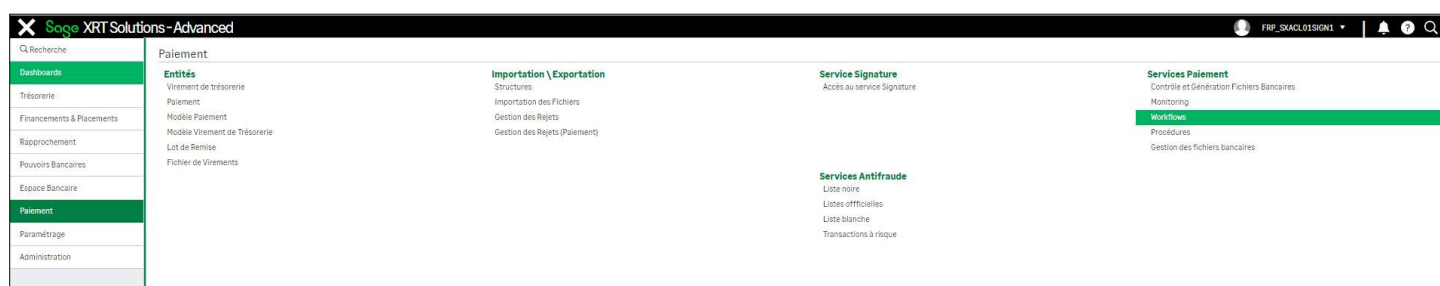 Sage XRT Solutions - Advanced
FRP_SXACL01SIGN1
Recherche
Dashboards
Trésorerie
Financements & Placements
Rapprochement
Pouvoirs Bancaires
Espace Bancaire
Paiement
Paramétrage
Administration
Paiement
Entités
Virement de trésorerie
Paiement
Modèle Paiement
Modèle Virement de Trésorerie
Lot de Remise
Fichier de Virements
Importation \ Exportation
Structures
Importation des Fichiers
Gestion des Rejets
Gestion des Rejets (Paiement)
Service Signature
Accès au service Signature
Services Antifraude
Liste noire
Listes offficielles
Liste blanche
Transactions à risque
Services Paiement
Contrôle et Génération Fichiers Bancaires
Monitoring
Workflows
Procédures
Gestion des fichiers bancaires